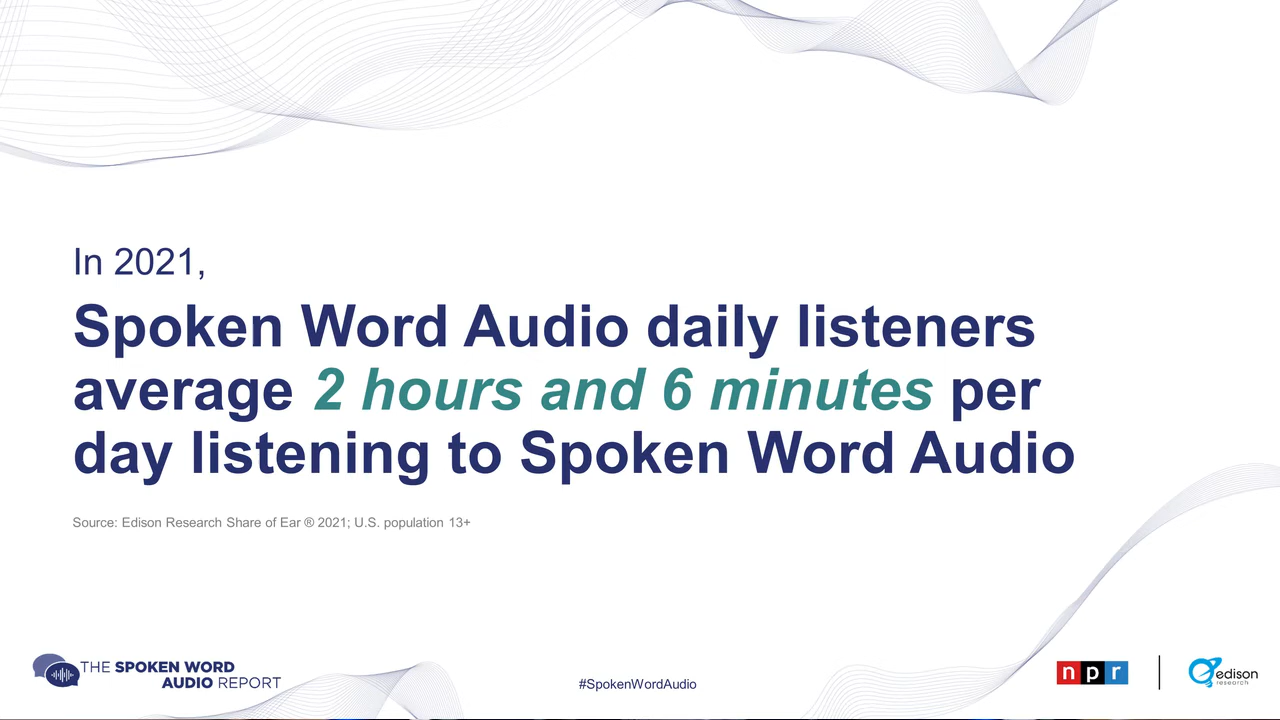 In 2021,
Spoken Word Audio daily listeners
average 2 hours and 6 minutes per
day listening to Spoken Word Audio
Source: Edison Research Share of Ear ® 2021; U.S. population 13+
THE SPOKEN WORD
AUDIO REPORT
#SpokenWordAudio
npr
edison
research